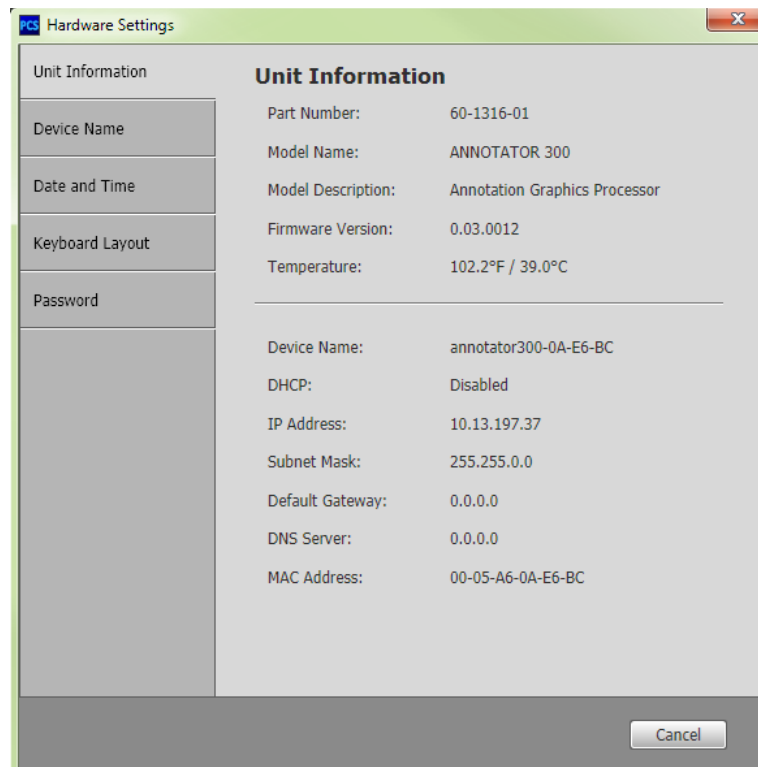 PCS Hardware Settings
Unit Information
Device Name
Date and Time
Keyboard Layout
Password
Unit Information
Part Number: 60-1316-01
Model Name: ANNOTATOR 300
Model Description: Annotation Graphics Processor
Firmware Version: 0.03.0012
Temperature: 102.2°F / 39.0°C
Device Name: annotator300-0A-E6-BC
DHCP: Disabled
IP Address: 10.13.197.37
Subnet Mask: 255.255.0.0
Default Gateway: 0.0.0.0
DNS Server: 0.0.0.0
MAC Address: 00-05-A6-0A-E6-BC
Cancel